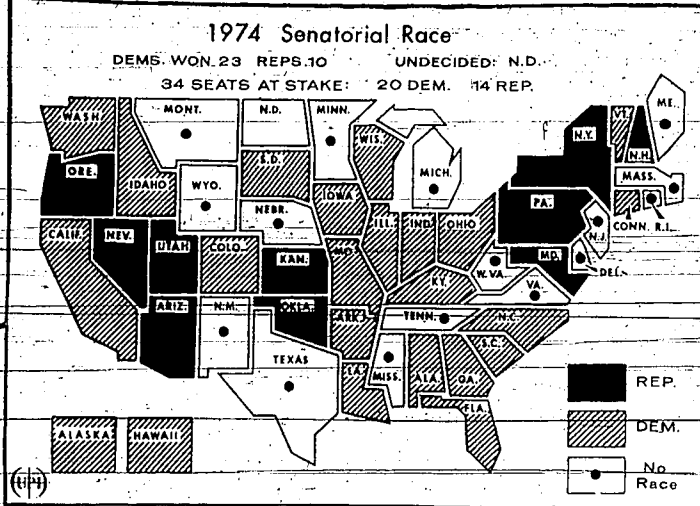 1974 Senatorial Race
DEMS. WON 23 REPS. 10 UNDECIDED: N.D.
34 SEATS AT STAKE: 20 DEM. 14 REP.
WASH.
MONT.
N.D.
MINN.
VT.
ME.
N.Y.
N.H.
ORE.
IDAHO
S.D.
WIS.
MICH.
MASS.
WYO.
IOWA
PA.
NEBR.
CONN. R.I.
CALIF.
NEV.
UTAH
COLO.
ILL.
IND.
OHIO
N.J.
KAN.
MO.
W.VA.
MD.
DEL.
KY.
VA.
ARIZ.
N.M.
OKLA.
ARK.
TENN.
N.C.
S.C.
TEXAS
LA.
MISS.
ALA.
GA.
FLA.
REP.
DEM.
No
Race
ALASKA
HAWAII
UPI